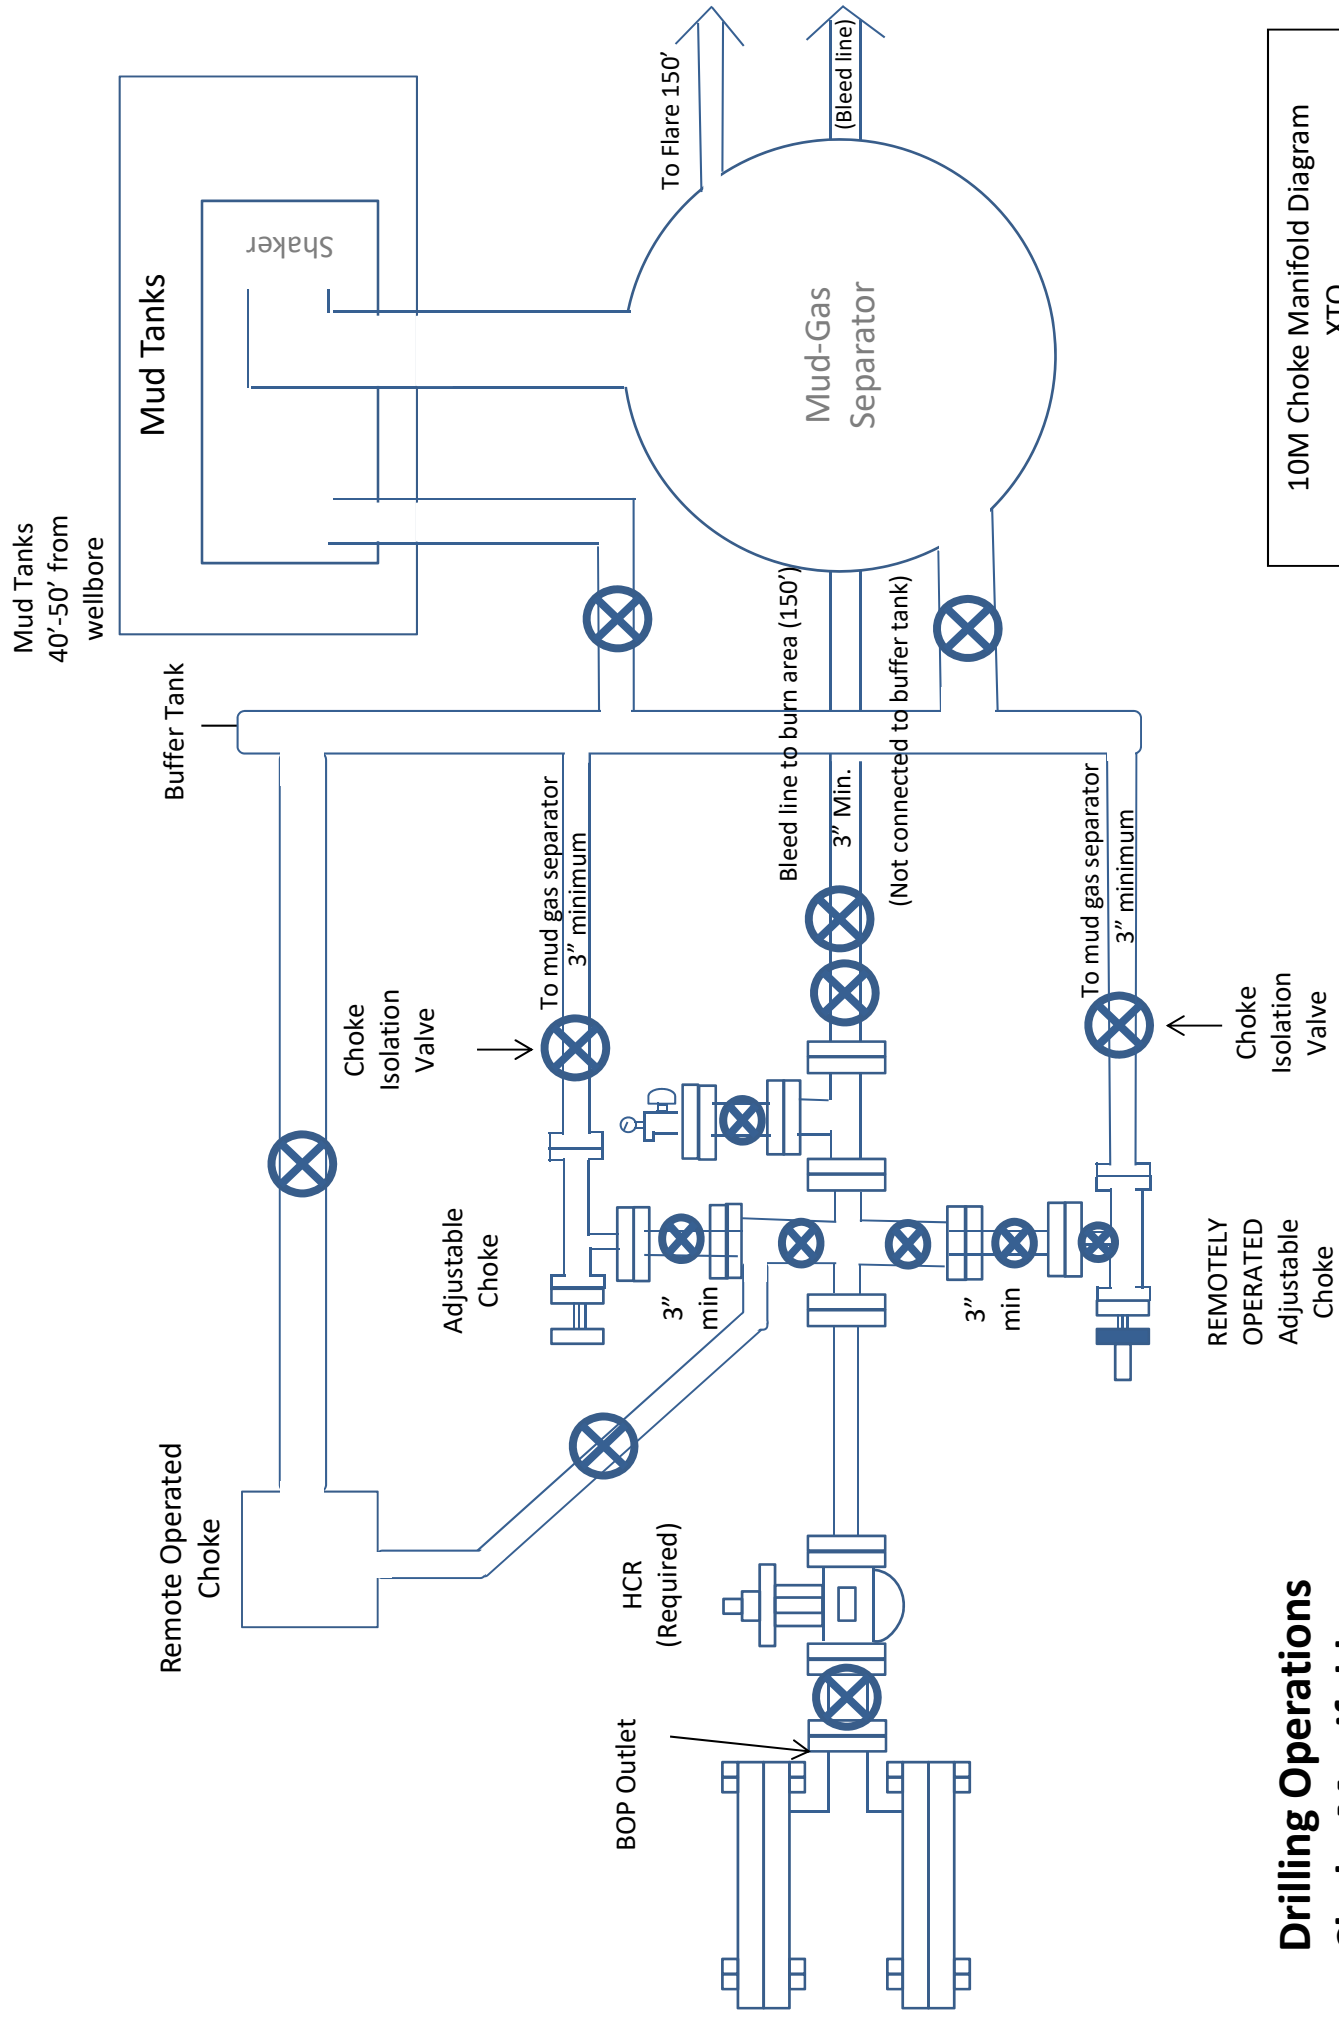 Mud Tanks
40’-50’ from
wellbore
Mud Tanks
Shaker
Buffer Tank
To Flare 150’
(Bleed line)
Mud-Gas
Separator
Remote Operated
Choke
Choke
Isolation
Valve
To mud gas separator
3” minimum
Adjustable
Choke
3”
min
Bleed line to burn area (150’)
3” Min.
(Not connected to buffer tank)
HCR
(Required)
BOP Outlet
3”
min
To mud gas separator
3” minimum
Choke
Isolation
Valve
REMOTELY
OPERATED
Adjustable
Choke
Drilling Operations
10M Choke Manifold Diagram
XTO